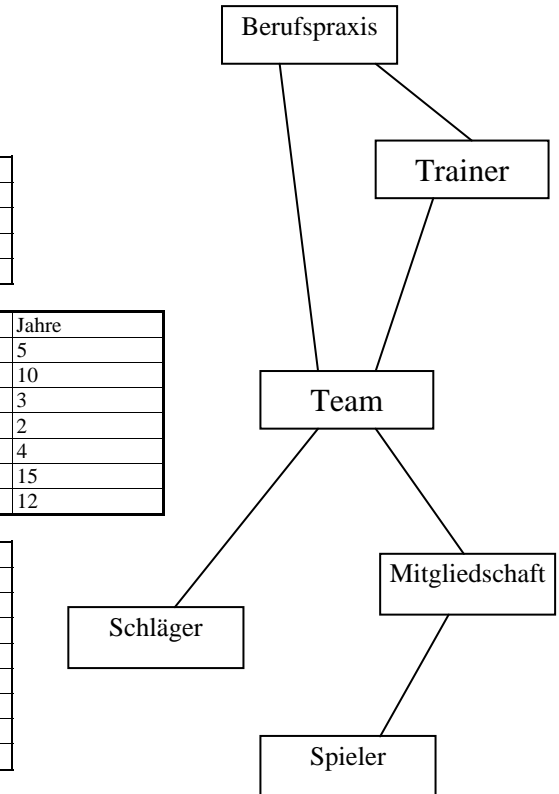 Berufspraxis
Trainer
Jahre
5
10
3
2
4
15
12
Team
Mitgliedschaft
Schläger
Spieler